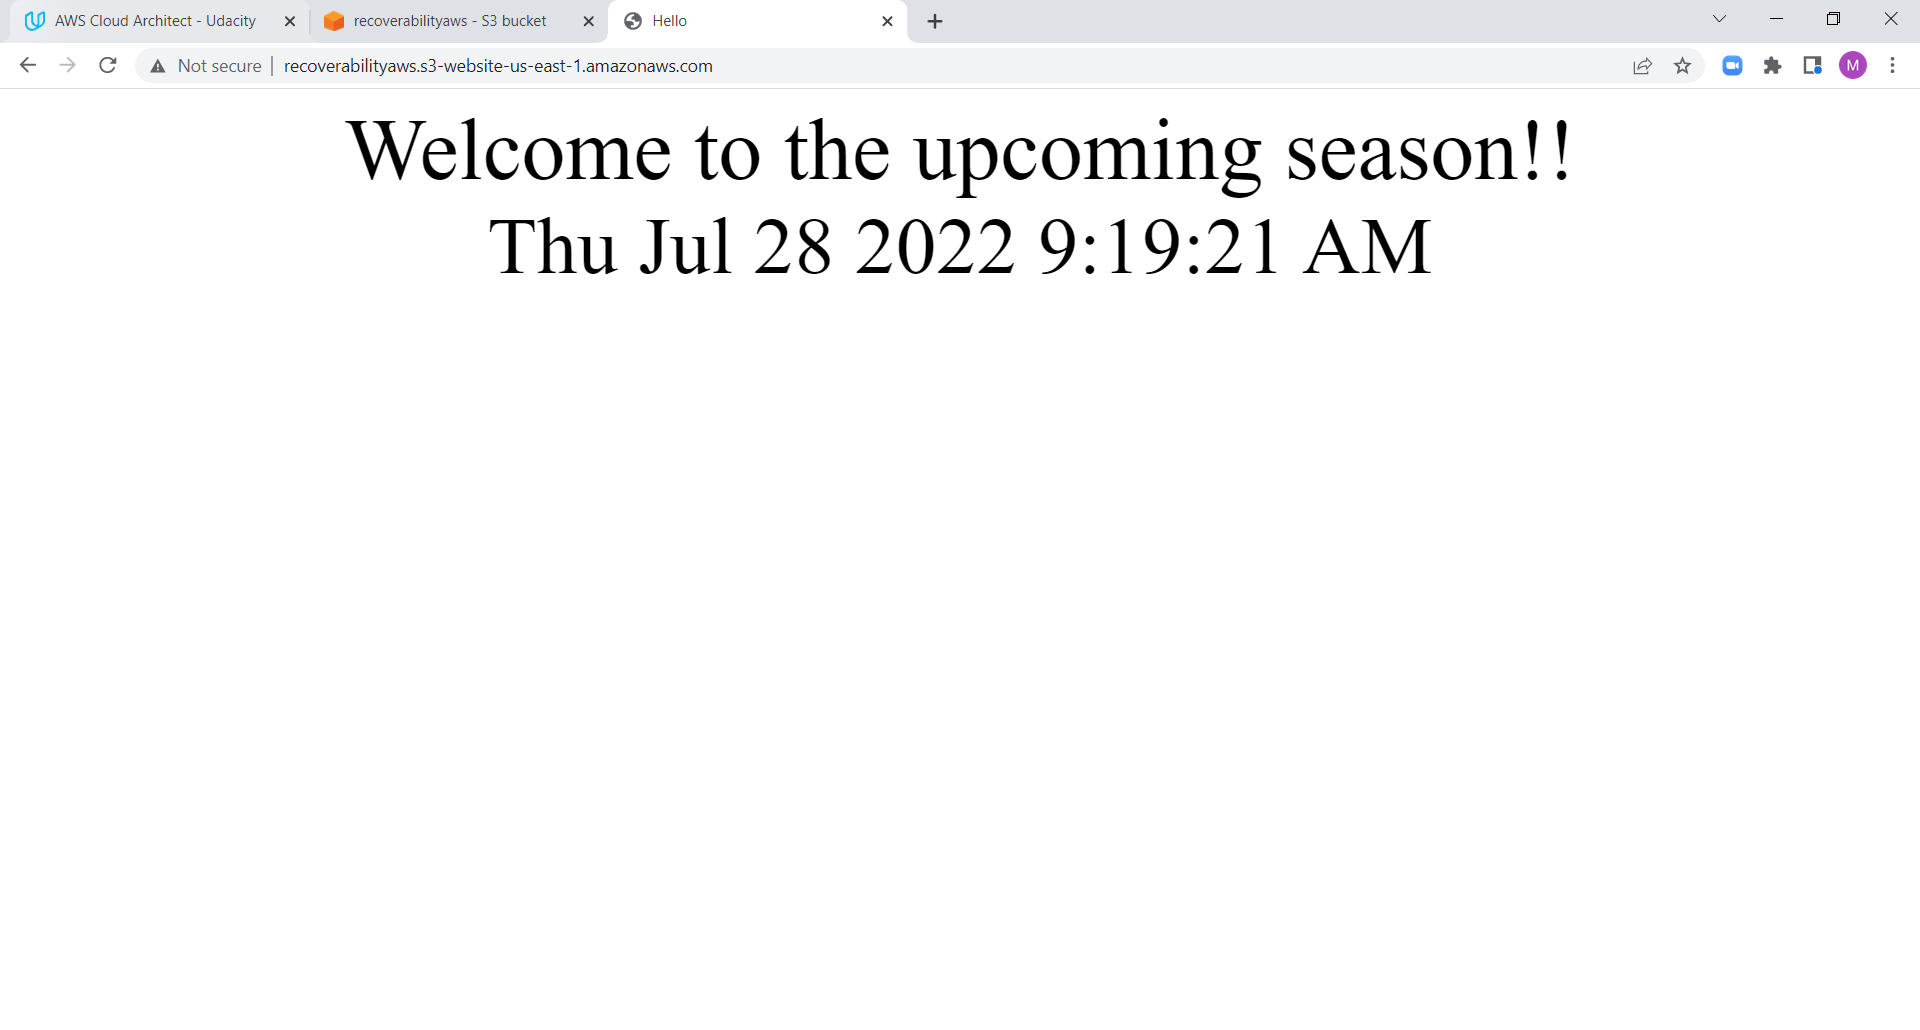 AWS Cloud Architect - Udacity
recoverabilityaws - S3 bucket
Hello
Not secure
recoverabilityaws.s3-website-us-east-1.amazonaws.com
M
Welcome to the upcoming season!!
Thu Jul 28 2022 9:19:21 AM